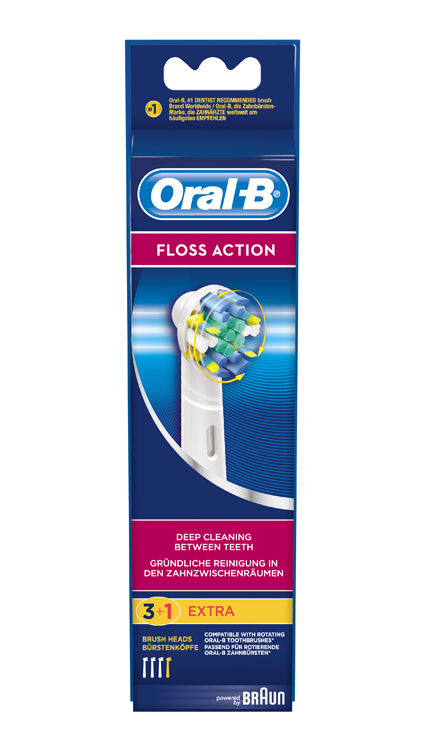 #1
Oral-B, #1 DENTIST RECOMMENDED brush
Brand Worldwide / Oral-B, die Zahnbürsten-
Marke, die ZAHNÄRZTE weltweit am
häufigsten EMPFEHLEN
Oral-B®
FLOSS ACTION
DEEP CLEANING
BETWEEN TEETH
GRÜNDLICHE REINIGUNG IN
DEN ZAHNZWISCHENRÄUMEN
3+1 EXTRA
BRUSH HEADS
BÜRSTENKÖPFE
COMPATIBLE WITH ROTATING
ORAL-B TOOTHBRUSHES*
PASSEND FÜR ROTIERENDE
ORAL-B ZAHNBÜRSTEN*
powered by BRAUN